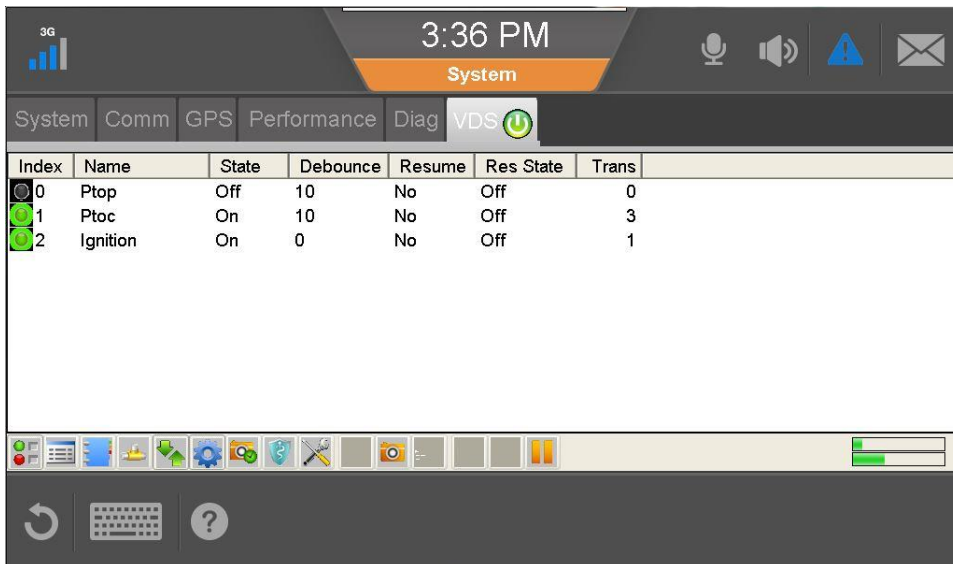 3G
3:36 PM
System
System Comm GPS Performance Diag VDS
Index Name State Debounce Resume Res State Trans
0 Ptop Off 10 No Off 0
1 Ptoc On 10 No Off 3
2 Ignition On 0 No Off 1
?